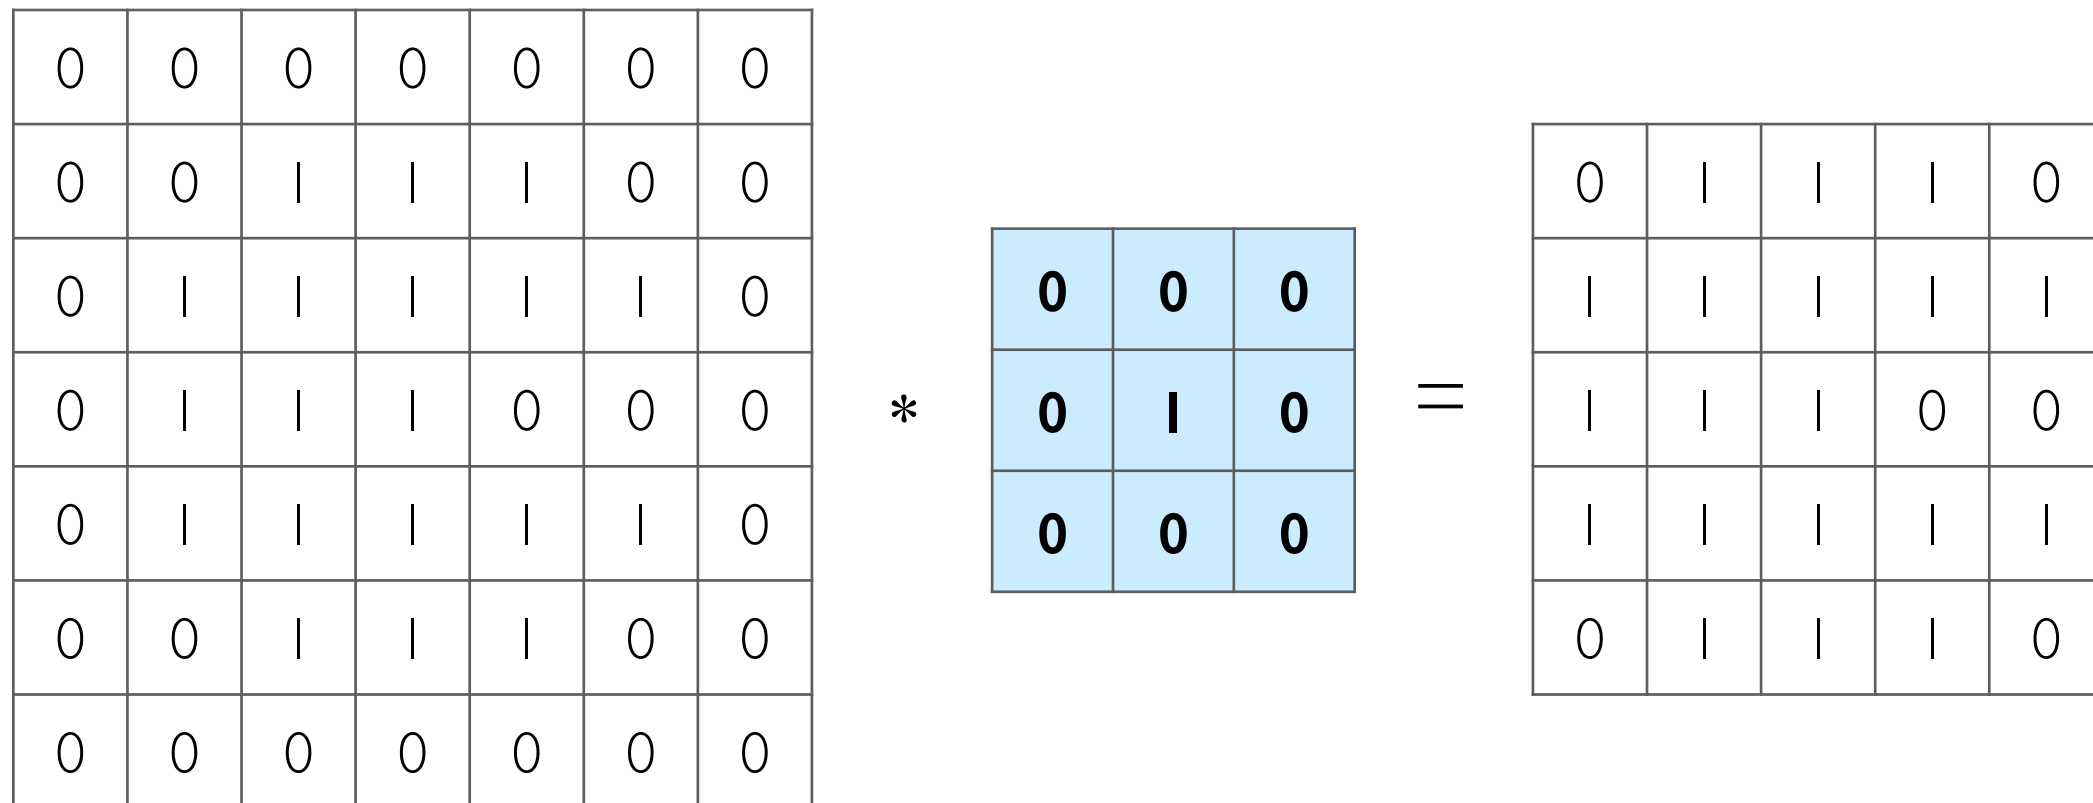 0 0 0 0 0 0 0
0 0 1 1 1 0 0
0 1 1 1 1 1 0
0 1 1 1 0 0 0
0 1 1 1 1 1 0
0 0 1 1 1 0 0
0 0 0 0 0 0 0
*
0 0 0
0 1 0
0 0 0
=
0 1 1 1 0
1 1 1 1 1
1 1 1 0 0
1 1 1 1 1
0 1 1 1 0